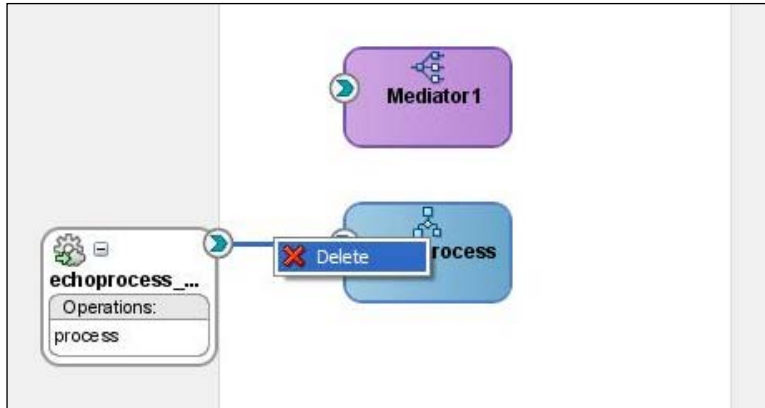 Mediator1
Delete
rocess
echoprocess_...
Operations:
process